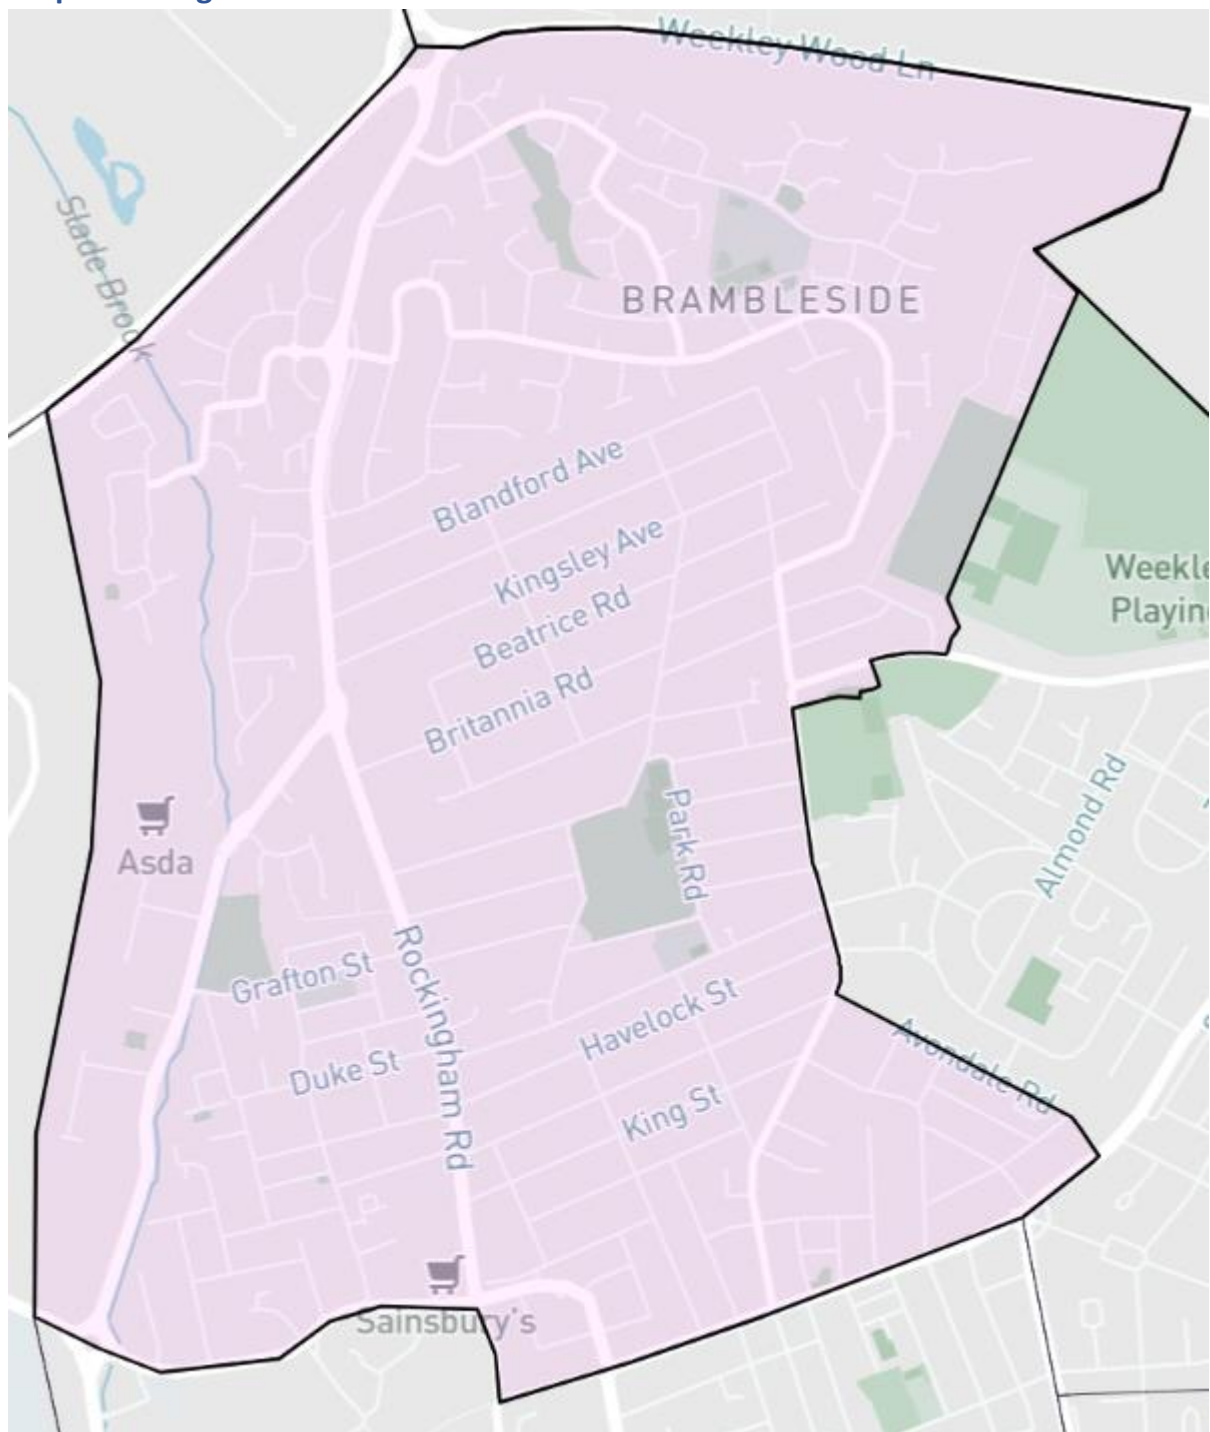 Weekley Wood Ln
Slade Brook
BRAMBLESIDE
Blandford Ave
Kingsley Ave
Weekle
Playin
Beatrice Rd
Britannia Rd
Almond Rd
Park Rd
Asda
Rockingham Rd
Grafton St
Havelock St
Avondale Rd
Duke St
King St
Sainsbury's